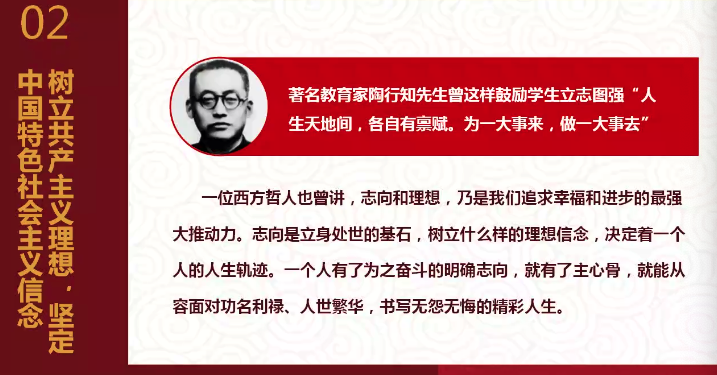 02
树立共产主义理想，坚定
中国特色社会主义信念
著名教育家陶行知先生曾这样鼓励学生立志图强“人
生天地间，各自有禀赋。为一大事来，做一大事去”
一位西方哲人也曾讲，志向和理想，乃是我们追求幸福和进步的最强
大推动力。志向是立身处世的基石，树立什么样的理想信念，决定着一个
人的人生轨迹。一个人有了为之奋斗的明确志向，就有了主心骨，就能从
容面对功名利禄、人世繁华，书写无怨无悔的精彩人生。